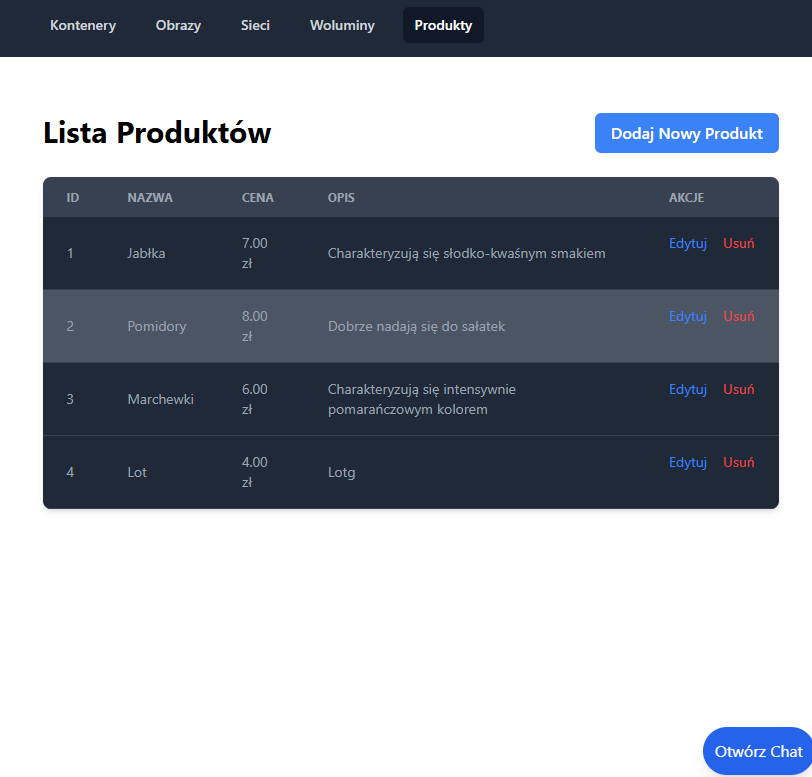 Kontenery Obrazy Sieci Woluminy Produkty
Lista Produktów
Dodaj Nowy Produkt
ID NAZWA CENA OPIS AKCJE
1 Jabłka 7.00 zł Charakteryzują się słodko-kwaśnym smakiem Edytuj Usuń
2 Pomidory 8.00 zł Dobrze nadają się do sałatek Edytuj Usuń
3 Marchewki 6.00 zł Charakteryzują się intensywnie pomarańczowym kolorem Edytuj Usuń
4 Lot 4.00 zł Lotg Edytuj Usuń
Otwórz Chat